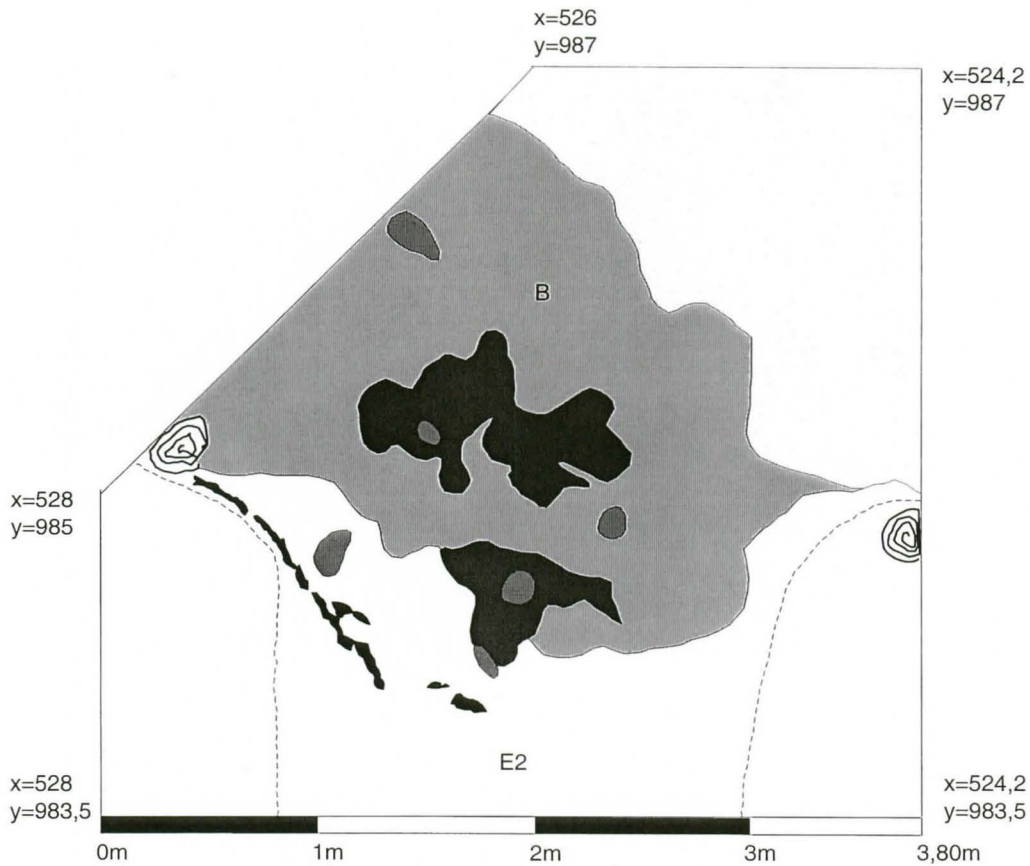 x=526
y=987
x=524,2
y=987
B
x=528
y=985
E2
x=528
y=983,5
x=524,2
y=983,5
0m
1m
2m
3m
3,80m